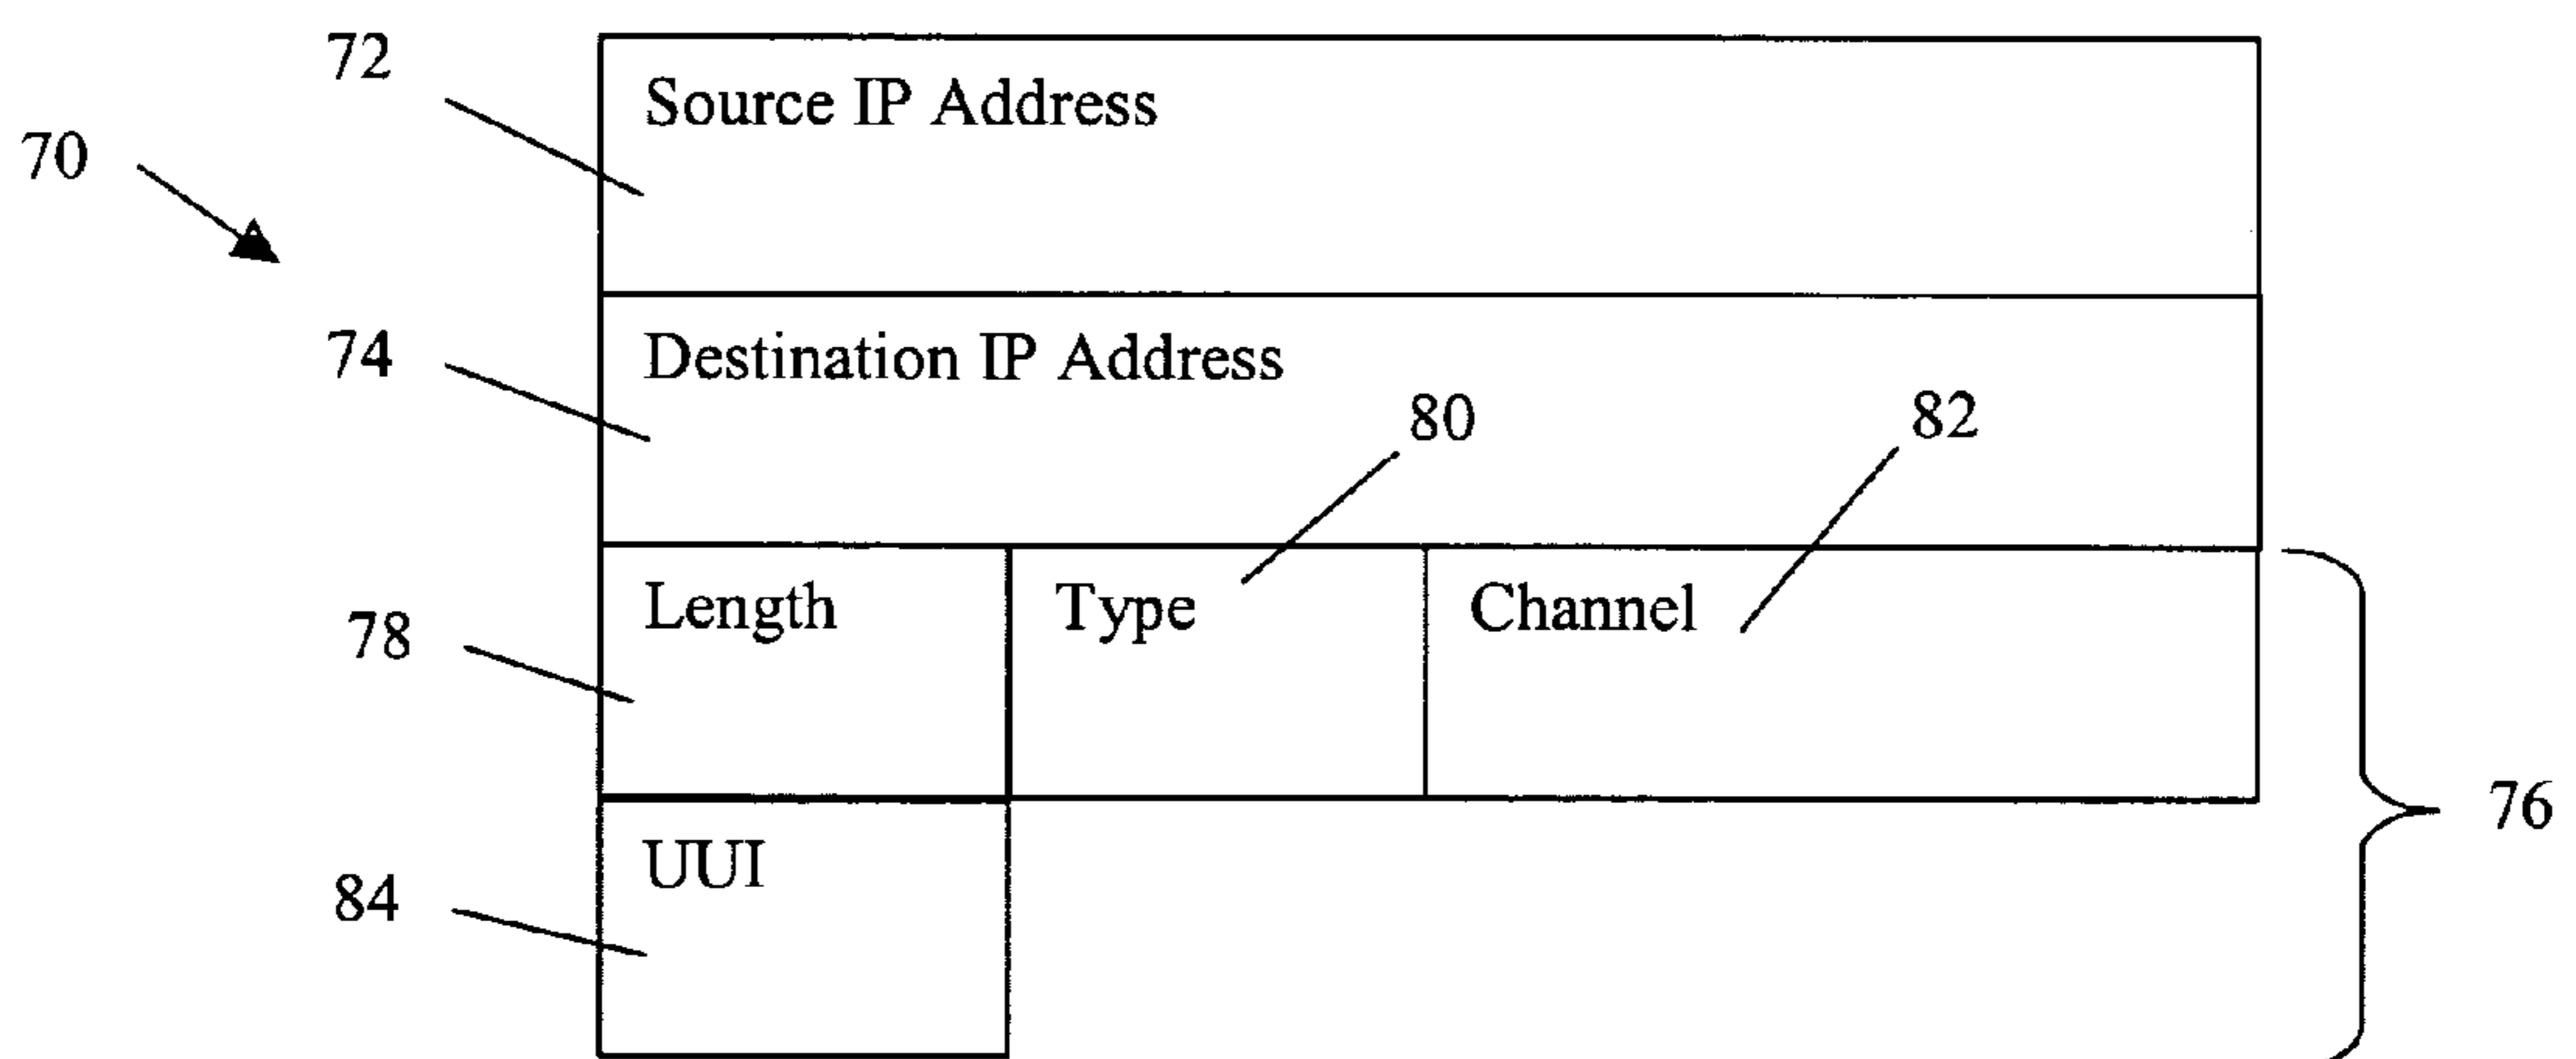 72
Source IP Address
70
74
Destination IP Address
80
82
78
Length
Type
Channel
76
84
UUI